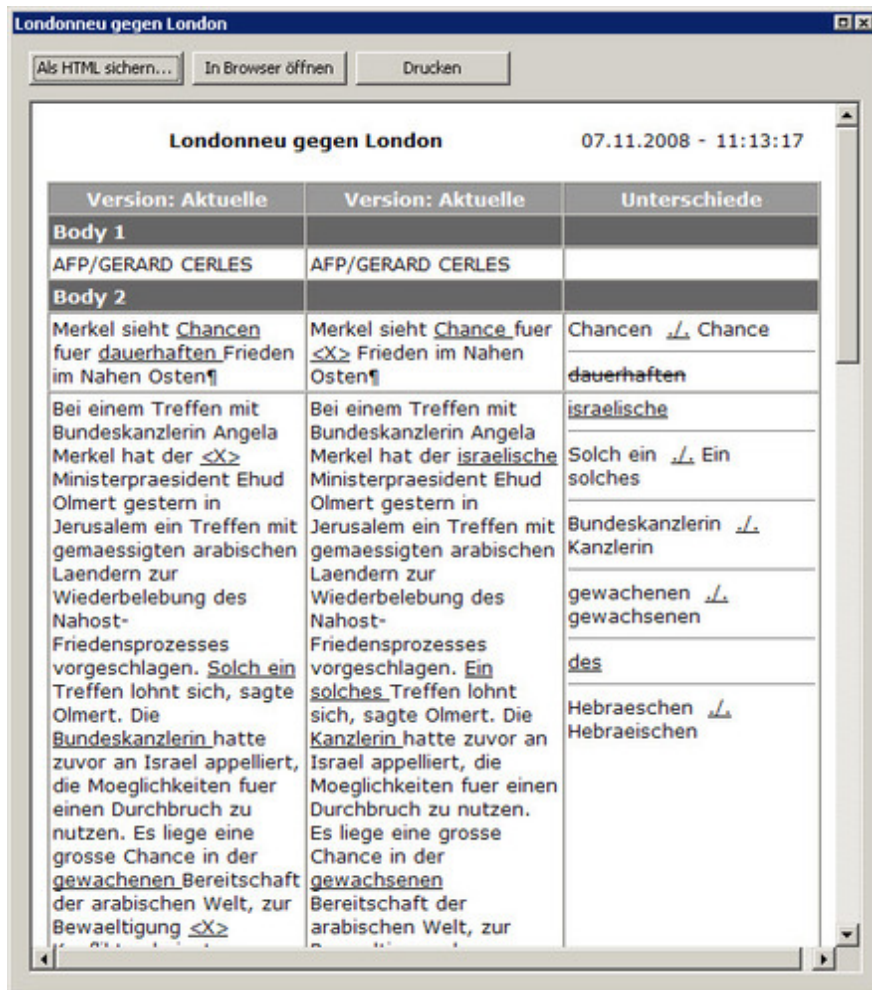 Londonneu gegen London
Als HTML sichern...
In Browser öffnen
Drucken
Londonneu gegen London
07.11.2008 - 11:13:17
Version: Aktuelle
Version: Aktuelle
Unterschiede
Body 1
AFP/GERARD CERLES
AFP/GERARD CERLES
Body 2
Merkel sieht Chancen
fuer dauerhaften Frieden
im Nahen Osten¶
Merkel sieht Chance fuer
<X> Frieden im Nahen
Osten¶
Chancen ./. Chance
dauerhaften
Bei einem Treffen mit
Bundeskanzlerin Angela
Merkel hat der <X>
Ministerpraesident Ehud
Olmert gestern in
Jerusalem ein Treffen mit
gemaessigten arabischen
Laendern zur
Wiederbelebung des
Nahost-
Friedensprozesses
vorgeschlagen. Solch ein
Treffen lohnt sich, sagte
Olmert. Die
Bundeskanzlerin hatte
zuvor an Israel appelliert,
die Moeglichkeiten fuer
einen Durchbruch zu
nutzen. Es liege eine
grosse Chance in der
gewachenen Bereitschaft
der arabischen Welt, zur
Bewaeltigung <X>
Bei einem Treffen mit
Bundeskanzlerin Angela
Merkel hat der israelische
Ministerpraesident Ehud
Olmert gestern in
Jerusalem ein Treffen mit
gemaessigten arabischen
Laendern zur
Wiederbelebung des
Nahost-
Friedensprozesses
vorgeschlagen. Ein
solches Treffen lohnt
sich, sagte Olmert. Die
Kanzlerin hatte zuvor an
Israel appelliert, die
Moeglichkeiten fuer einen
Durchbruch zu nutzen.
Es liege eine grosse
Chance in der
gewachsenen
Bereitschaft der
arabischen Welt, zur
israelische
Solch ein ./. Ein
solches
Bundeskanzlerin ./.
Kanzlerin
gewachenen ./.
gewachsenen
des
Hebraeschen ./.
Hebraeischen